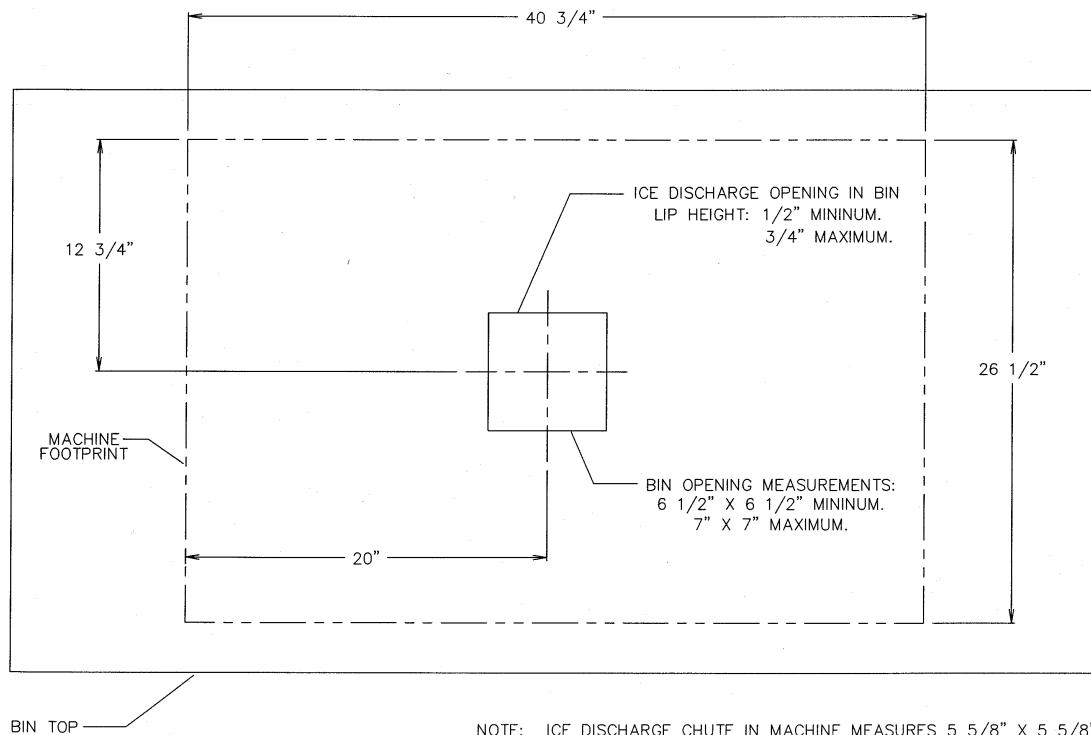 40 3/4"
ICE DISCHARGE OPENING IN BIN
LIP HEIGHT: 1/2" MININUM.
3/4" MAXIMUM.
12 3/4"
26 1/2"
MACHINE
FOOTPRINT
BIN OPENING MEASUREMENTS:
6 1/2" X 6 1/2" MININUM.
7" X 7" MAXIMUM.
20"
BIN TOP
NOTE: ICE DISCHARGE CHUTE IN MACHINE MEASURES 5 5/8" X 5 5/8"